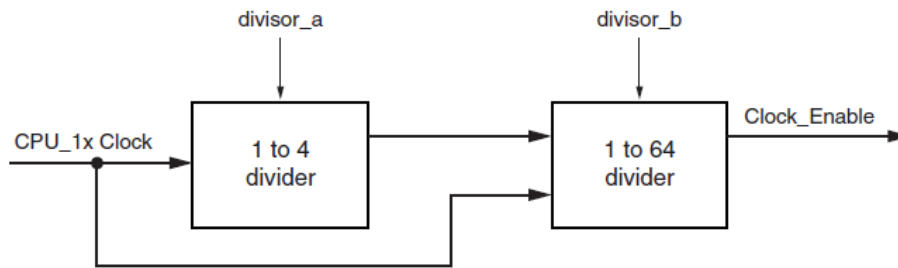 divisor_a
divisor_b
CPU_1x Clock
1 to 4
divider
1 to 64
divider
Clock_Enable